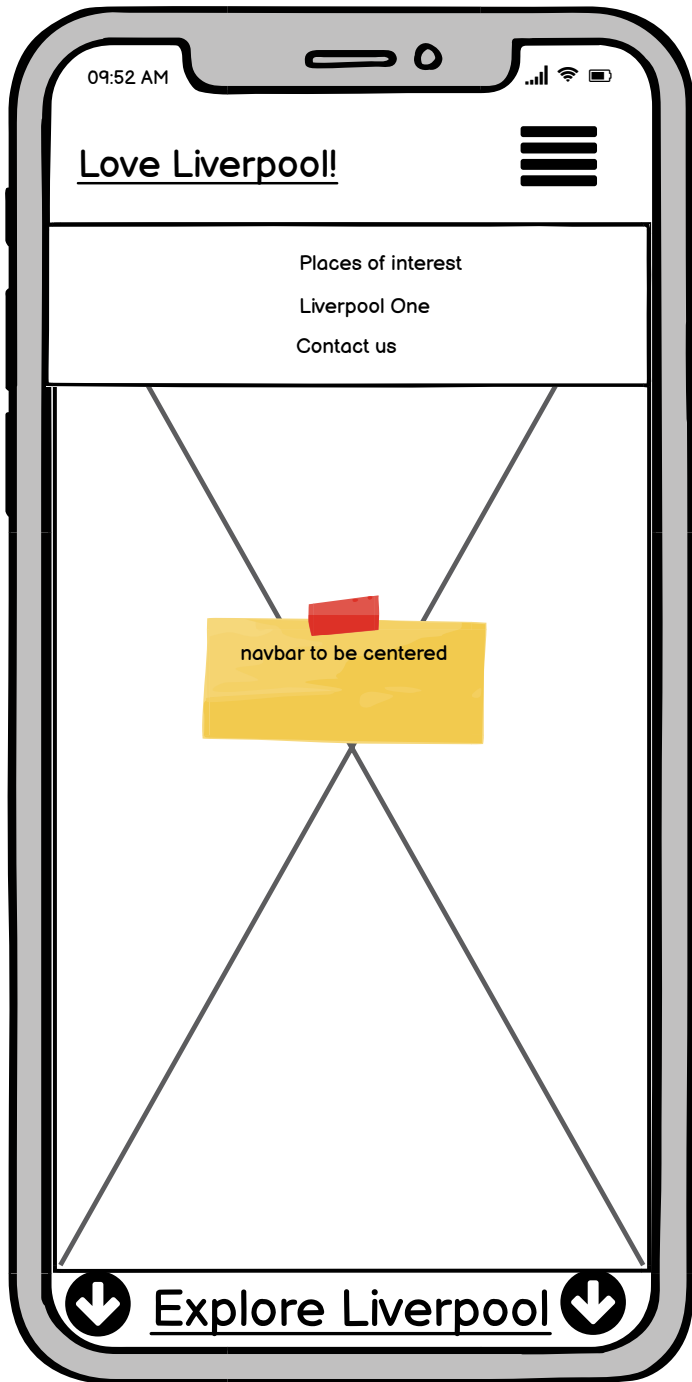 09:52 AM
Love Liverpool!
Places of interest
Liverpool One
Contact us
navbar to be centered
Explore Liverpool